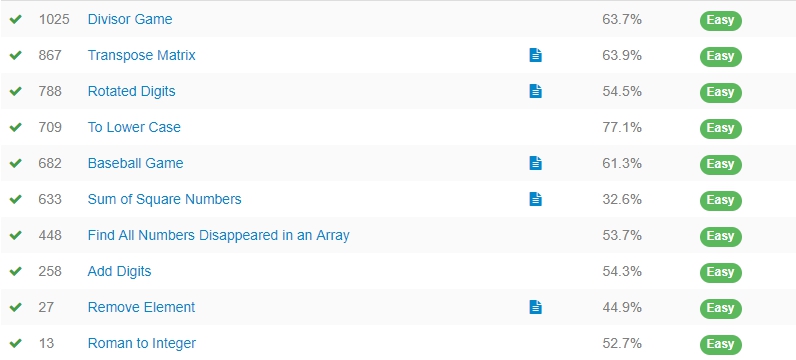 1025 Divisor Game 63.7% Easy
867 Transpose Matrix 63.9% Easy
788 Rotated Digits 54.5% Easy
709 To Lower Case 77.1% Easy
682 Baseball Game 61.3% Easy
633 Sum of Square Numbers 32.6% Easy
448 Find All Numbers Disappeared in an Array 53.7% Easy
258 Add Digits 54.3% Easy
27 Remove Element 44.9% Easy
13 Roman to Integer 52.7% Easy